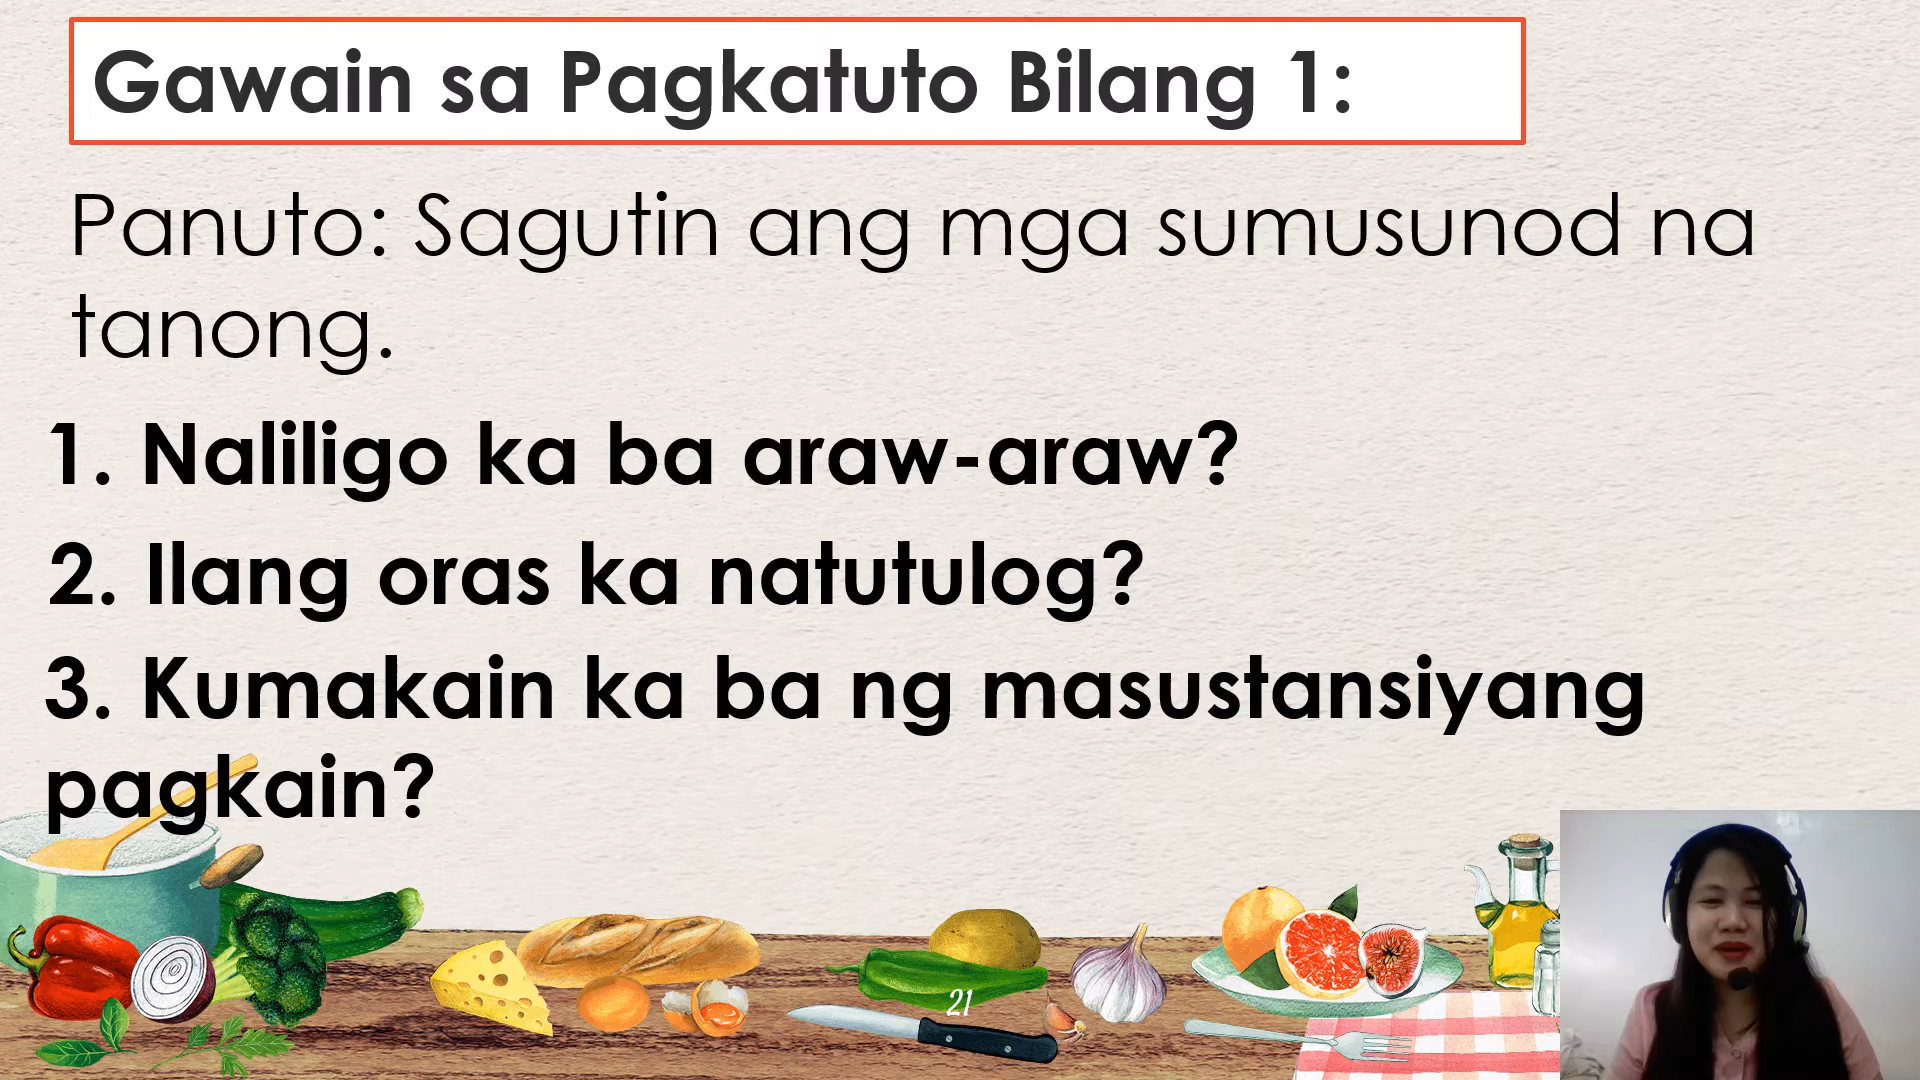 Gawain sa Pagkatuto Bilang 1:
Panuto: Sagutin ang mga sumusunod na
tanong.
1. Naliligo ka ba araw-araw?
2. Ilang oras ka natutulog?
3. Kumakain ka ba ng masustansiyang
pagkain?
21